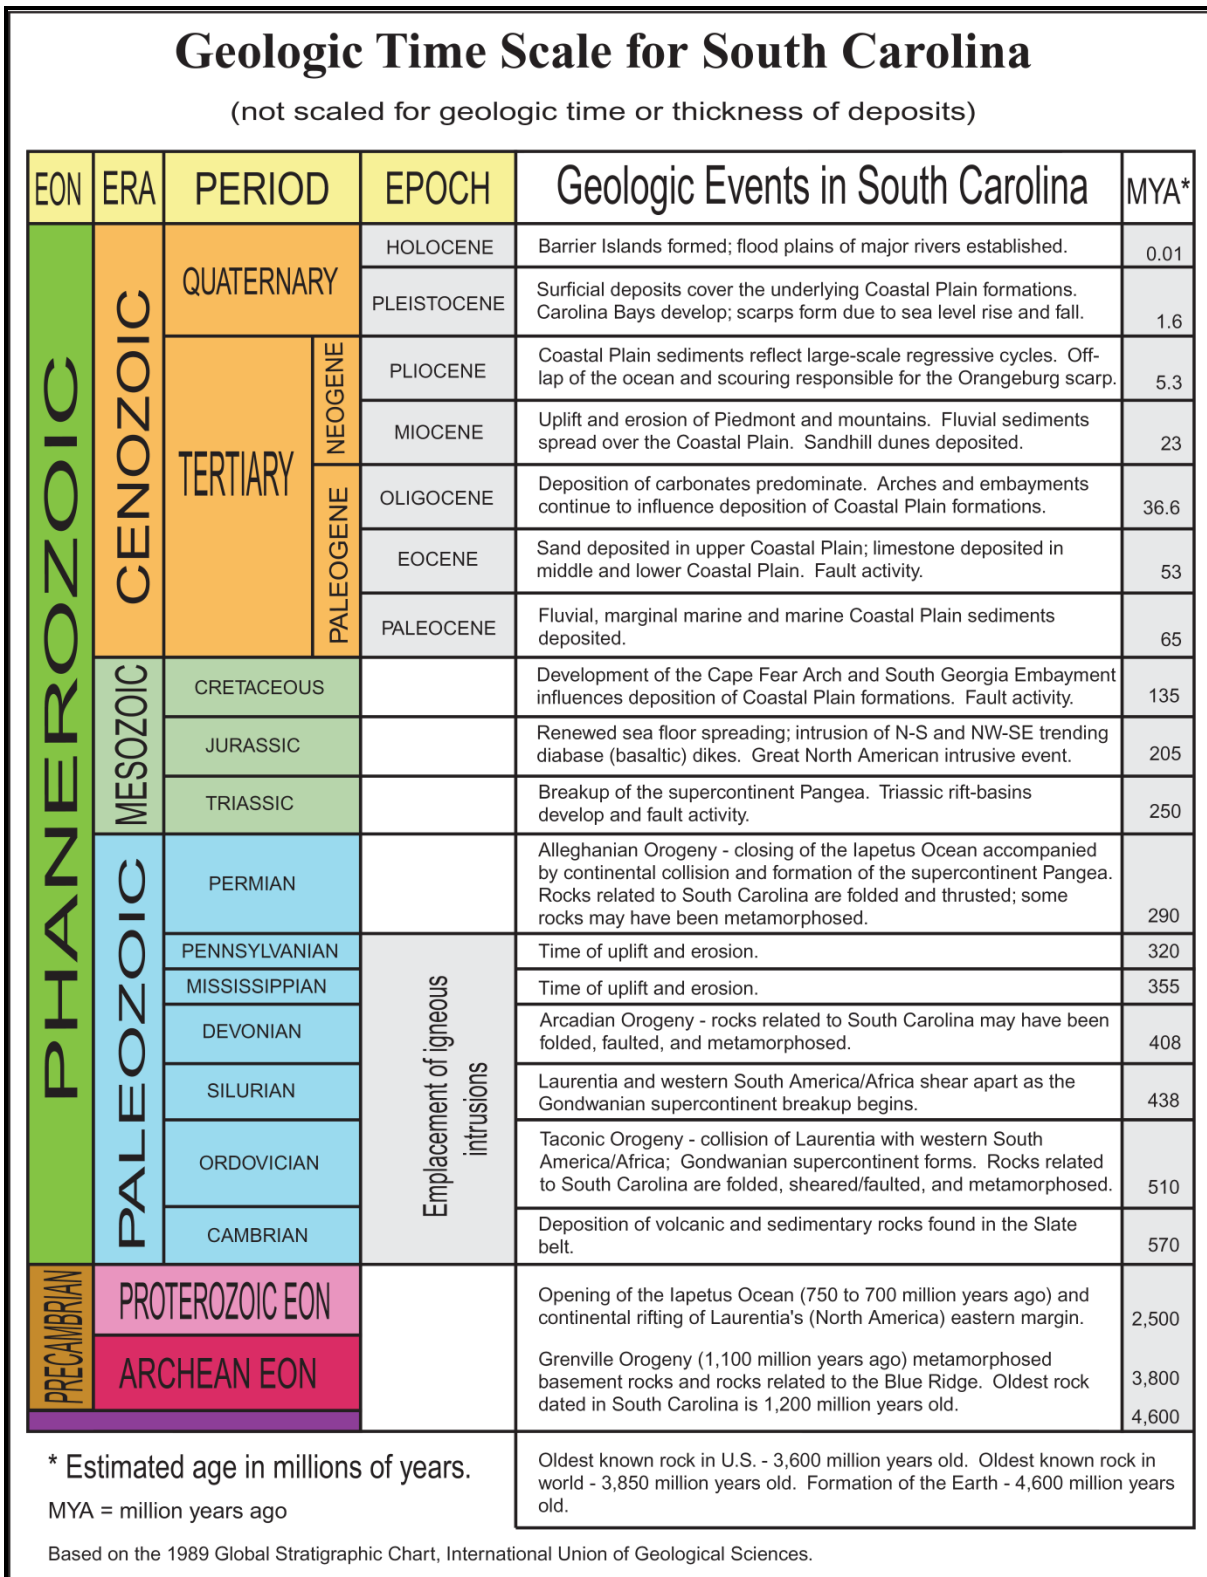 Geologic Time Scale for South Carolina
(not scaled for geologic time or thickness of deposits)
EON
ERA
PERIOD
EPOCH
Geologic Events in South Carolina
MYA*
PHANEROZOIC
CENOZOIC
QUATERNARY
HOLOCENE
Barrier Islands formed; flood plains of major rivers established.
0.01
PLEISTOCENE
Surficial deposits cover the underlying Coastal Plain formations.
Carolina Bays develop; scarps form due to sea level rise and fall.
1.6
TERTIARY
NEOGENE
PLIOCENE
Coastal Plain sediments reflect large-scale regressive cycles. Off-
lap of the ocean and scouring responsible for the Orangeburg scarp.
5.3
MIOCENE
Uplift and erosion of Piedmont and mountains. Fluvial sediments
spread over the Coastal Plain. Sandhill dunes deposited.
23
PALEOGENE
OLIGOCENE
Deposition of carbonates predominate. Arches and embayments
continue to influence deposition of Coastal Plain formations.
36.6
EOCENE
Sand deposited in upper Coastal Plain; limestone deposited in
middle and lower Coastal Plain. Fault activity.
53
PALEOCENE
Fluvial, marginal marine and marine Coastal Plain sediments
deposited.
65
MESOZOIC
CRETACEOUS
Development of the Cape Fear Arch and South Georgia Embayment
influences deposition of Coastal Plain formations. Fault activity.
135
JURASSIC
Renewed sea floor spreading; intrusion of N-S and NW-SE trending
diabase (basaltic) dikes. Great North American intrusive event.
205
TRIASSIC
Breakup of the supercontinent Pangea. Triassic rift-basins
develop and fault activity.
250
PALEOZOIC
PERMIAN
Alleghanian Orogeny - closing of the Iapetus Ocean accompanied
by continental collision and formation of the supercontinent Pangea.
Rocks related to South Carolina are folded and thrusted; some
rocks may have been metamorphosed.
290
Emplacement of igneous
intrusions
PENNSYLVANIAN
Time of uplift and erosion.
320
MISSISSIPPIAN
Time of uplift and erosion.
355
DEVONIAN
Arcadian Orogeny - rocks related to South Carolina may have been
folded, faulted, and metamorphosed.
408
SILURIAN
Laurentia and western South America/Africa shear apart as the
Gondwanian supercontinent breakup begins.
438
ORDOVICIAN
Taconic Orogeny - collision of Laurentia with western South
America/Africa; Gondwanian supercontinent forms. Rocks related
to South Carolina are folded, sheared/faulted, and metamorphosed.
510
CAMBRIAN
Deposition of volcanic and sedimentary rocks found in the Slate
belt.
570
PRECAMBRIAN
PROTEROZOIC EON
Opening of the Iapetus Ocean (750 to 700 million years ago) and
continental rifting of Laurentia's (North America) eastern margin.
2,500
ARCHEAN EON
Grenville Orogeny (1,100 million years ago) metamorphosed
basement rocks and rocks related to the Blue Ridge. Oldest rock
dated in South Carolina is 1,200 million years old.
3,800
4,600
* Estimated age in millions of years.
MYA = million years ago
Oldest known rock in U.S. - 3,600 million years old. Oldest known rock in
world - 3,850 million years old. Formation of the Earth - 4,600 million years
old.
Based on the 1989 Global Stratigraphic Chart, International Union of Geological Sciences.